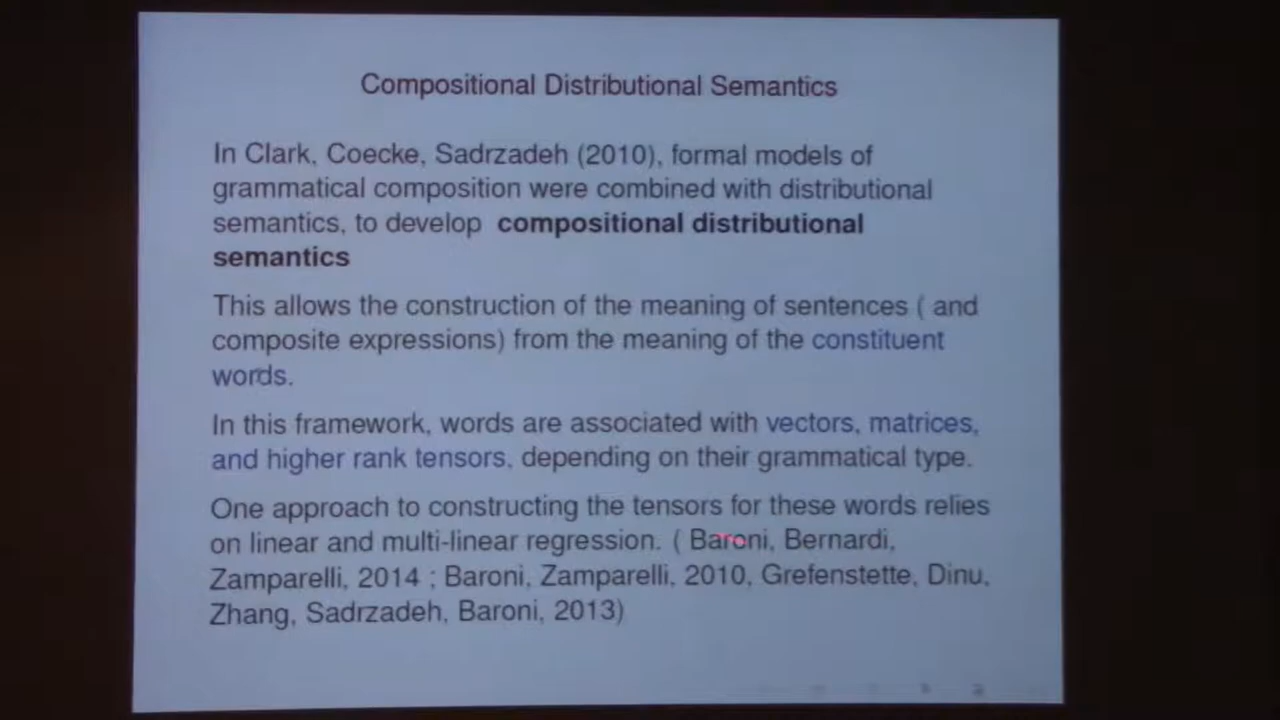 Compositional Distributional Semantics
In Clark, Coecke, Sadrzadeh (2010), formal models of
grammatical composition were combined with distributional
semantics, to develop compositional distributional
semantics
This allows the construction of the meaning of sentences ( and
composite expressions) from the meaning of the constituent
words.
In this framework, words are associated with vectors, matrices,
and higher rank tensors, depending on their grammatical type.
One approach to constructing the tensors for these words relies
on linear and multi-linear regression. ( Baroni, Bernardi,
Zamparelli, 2014 ; Baroni, Zamparelli, 2010, Grefenstette, Dinu,
Zhang, Sadrzadeh, Baroni, 2013)